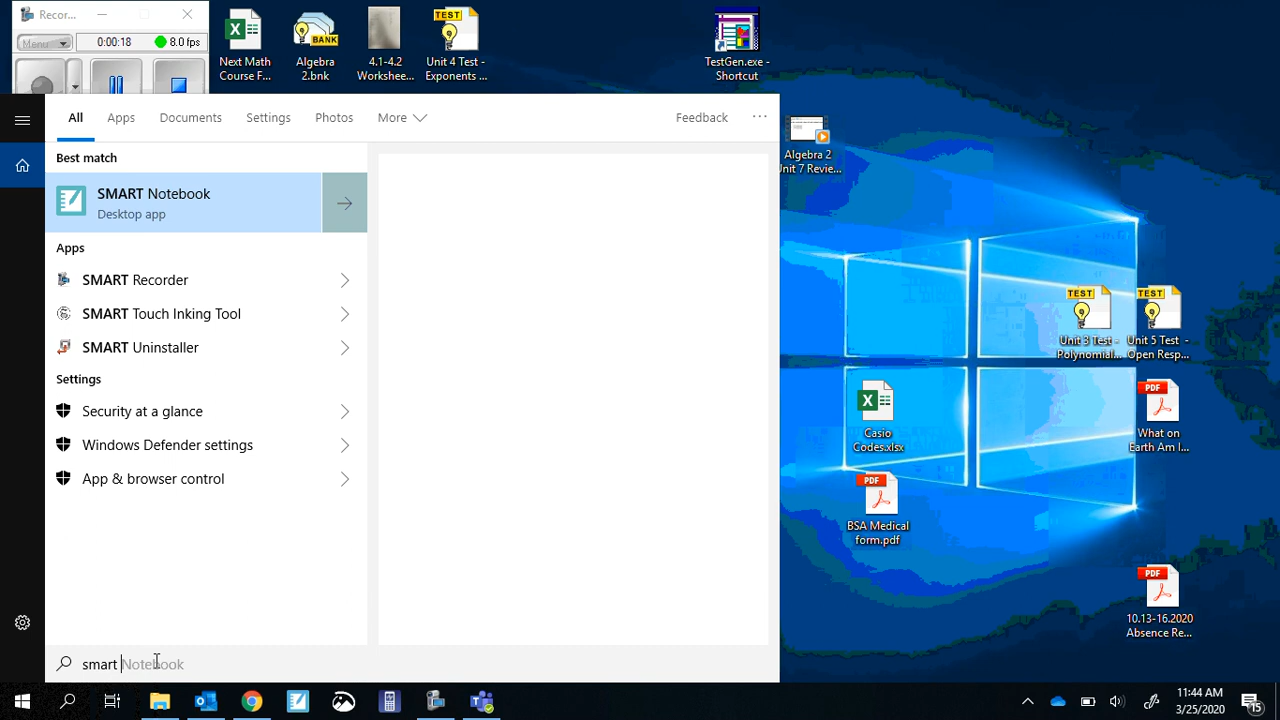 Recor...
Menu
0:00:18
8.0 fps
Next Math
Course F...
BANK
Algebra
2.bnk
4.1-4.2
Workshee...
TEST
Unit 4 Test -
Exponents ...
TestGen.exe -
Shortcut
All
Apps
Documents
Settings
Photos
More
Feedback
...
Best match
SMART Notebook
Desktop app
Apps
SMART Recorder
SMART Touch Inking Tool
SMART Uninstaller
Settings
Security at a glance
Windows Defender settings
App & browser control
smart Notebook
Algebra 2
Unit 7 Revie...
TEST
Unit 3 Test -
Polynomial...
TEST
Unit 5 Test -
Open Resp...
Casio
Codes.xlsx
PDF
What on
Earth Am I...
PDF
BSA Medical
form.pdf
PDF
10.13-16.2020
Absence Re...
11:44 AM
3/25/2020
15